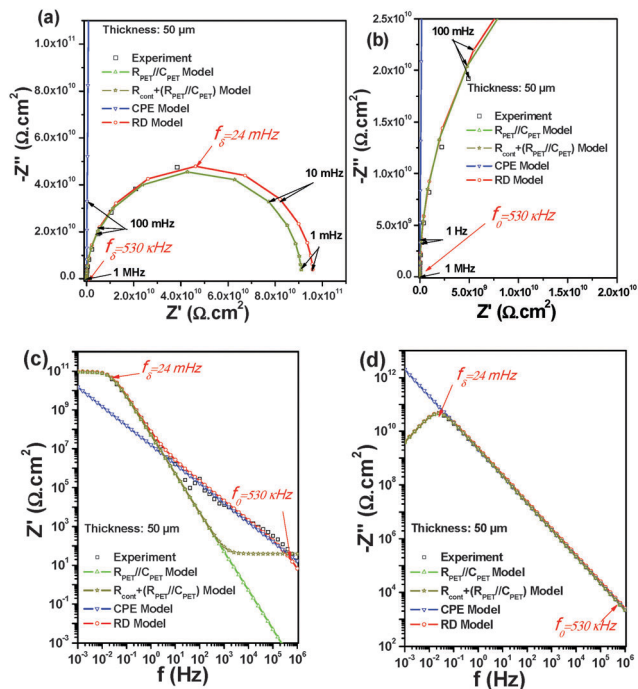 (a)
Thickness: 50 μm
Experiment
R_PET//C_PET Model
R_cont+(R_PET//C_PET) Model
CPE Model
RD Model
f_δ=24 mHz
10 mHz
100 mHz
1 mHz
f_δ=530 kHz
1 MHz
-Z'' (Ω.cm²)
1.0x10¹¹
8.0x10¹⁰
6.0x10¹⁰
4.0x10¹⁰
2.0x10¹⁰
0.0
0.0 2.0x10¹⁰ 4.0x10¹⁰ 6.0x10¹⁰ 8.0x10¹⁰ 1.0x10¹¹
Z' (Ω.cm²)
(b)
100 mHz
Thickness: 50 μm
Experiment
R_PET//C_PET Model
R_cont+(R_PET//C_PET) Model
CPE Model
RD Model
1 Hz
f_0=530 kHz
1 MHz
-Z'' (Ω.cm²)
2.5x10¹⁰
2.0x10¹⁰
1.5x10¹⁰
1.0x10¹⁰
5.0x10⁹
0.0
0.0 5.0x10⁹ 1.0x10¹⁰ 1.5x10¹⁰ 2.0x10¹⁰
Z' (Ω.cm²)
(c)
f_δ=24 mHz
f_0=530 kHz
Thickness: 50 μm
Experiment
R_PET//C_PET Model
R_cont+(R_PET//C_PET) Model
CPE Model
RD Model
Z' (Ω.cm²)
10¹¹
10⁹
10⁷
10⁵
10³
10¹
10⁻¹
10⁻³
10⁻³ 10⁻² 10⁻¹ 10⁰ 10¹ 10² 10³ 10⁴ 10⁵ 10⁶
f (Hz)
(d)
f_δ=24 mHz
Thickness: 50 μm
Experiment
R_PET//C_PET Model
R_cont+(R_PET//C_PET) Model
CPE Model
RD Model
f_0=530 kHz
-Z'' (Ω.cm²)
10¹²
10¹⁰
10⁸
10⁶
10⁴
10²
10⁰
10⁻³ 10⁻² 10⁻¹ 10⁰ 10¹ 10² 10³ 10⁴ 10⁵ 10⁶
f (Hz)